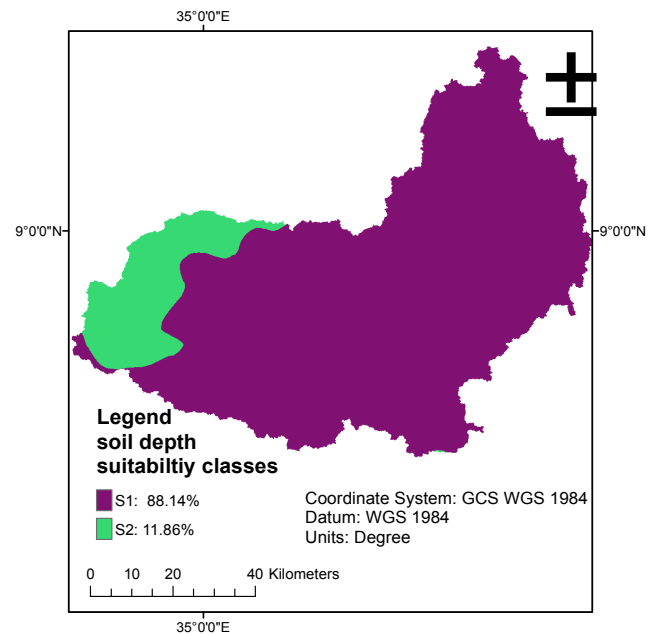 35°0'0"E
9°0'0"N
9°0'0"N
Legend
soil depth
suitabiltiy classes
S1: 88.14%
S2: 11.86%
Coordinate System: GCS WGS 1984
Datum: WGS 1984
Units: Degree
0 10 20 40 Kilometers
35°0'0"E